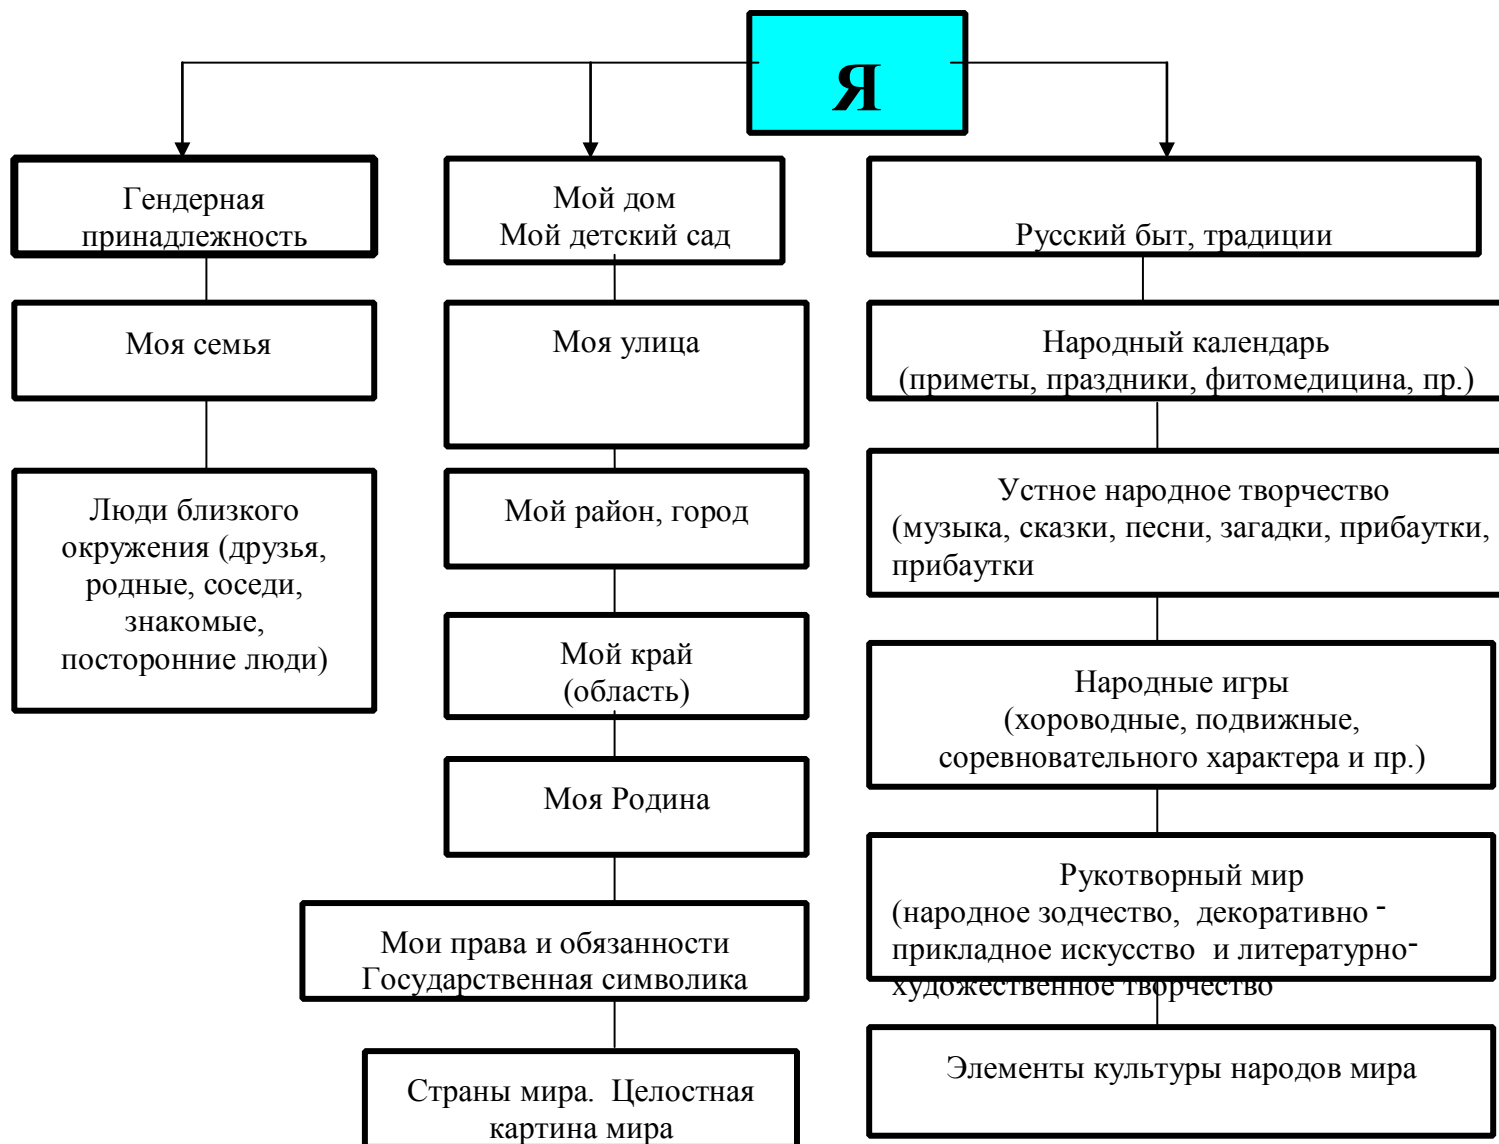 Я
Гендерная
принадлежность
Моя семья
Люди близкого
окружения (друзья,
родные, соседи,
знакомые,
посторонние люди)
Мой дом
Мой детский сад
Моя улица
Мой район, город
Мой край
(область)
Моя Родина
Мои права и обязанности
Государственная символика
Страны мира. Целостная
картина мира
Русский быт, традиции
Народный календарь
(приметы, праздники, фитомедицина, пр.)
Устное народное творчество
(музыка, сказки, песни, загадки, прибаутки,
прибаутки
Народные игры
(хороводные, подвижные,
соревновательного характера и пр.)
Рукотворный мир
(народное зодчество, декоративно -
прикладное искусство и литературно-
художественное творчество
Элементы культуры народов мира